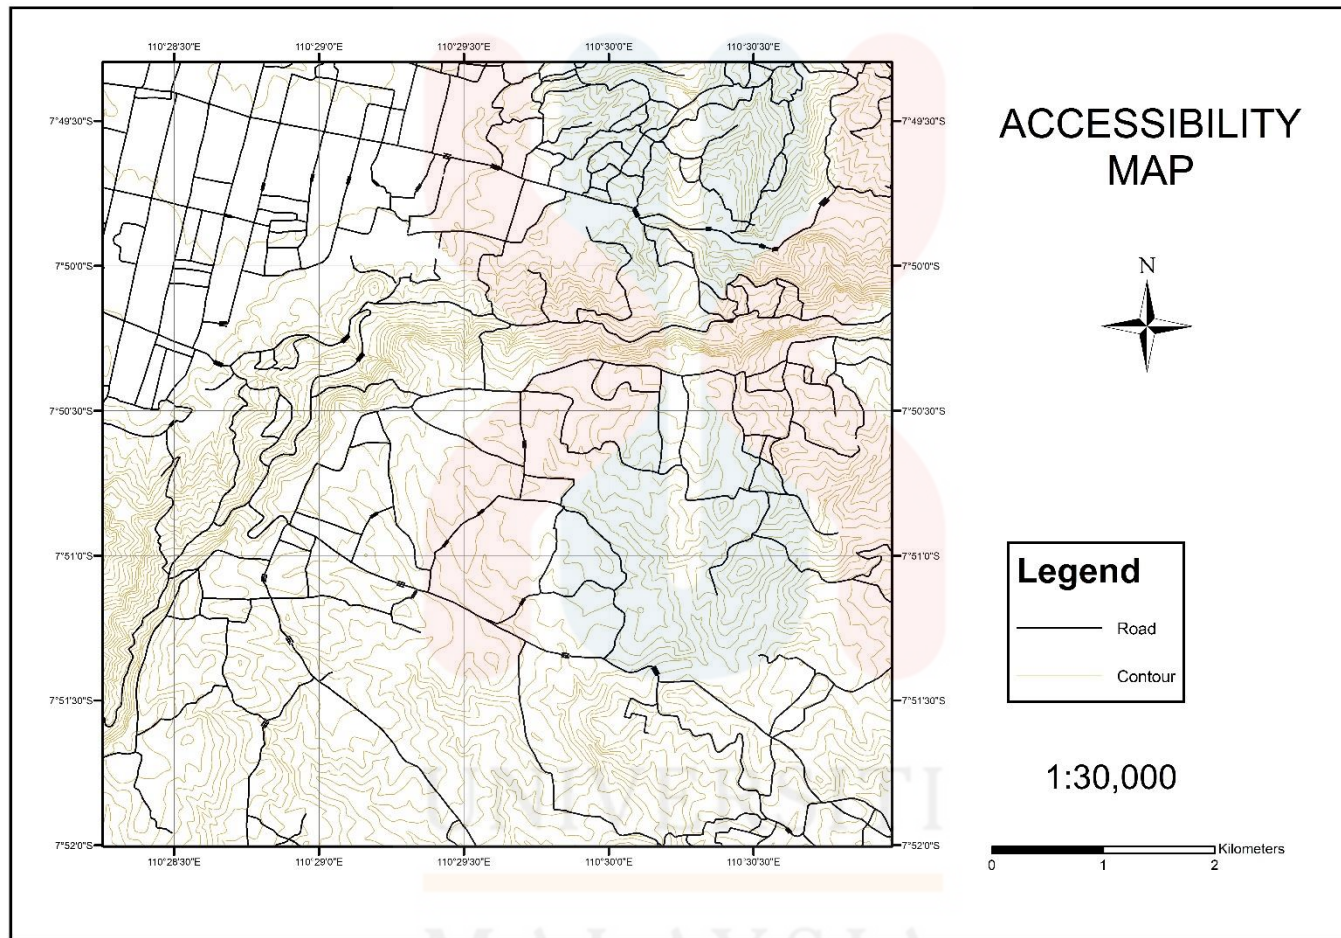 110°28'30"E 110°29'0"E 110°29'30"E 110°30'0"E 110°30'30"E
7°49'30"S 7°49'30"S
7°50'0"S 7°50'0"S
7°50'30"S 7°50'30"S
7°51'0"S 7°51'0"S
7°51'30"S 7°51'30"S
7°52'0"S 7°52'0"S
110°28'30"E 110°29'0"E 110°29'30"E 110°30'0"E 110°30'30"E
ACCESSIBILITY
MAP
N
Legend
Road
Contour
1:30,000
Kilometers
0 1 2
UNIVERSITI
MALAYSIA